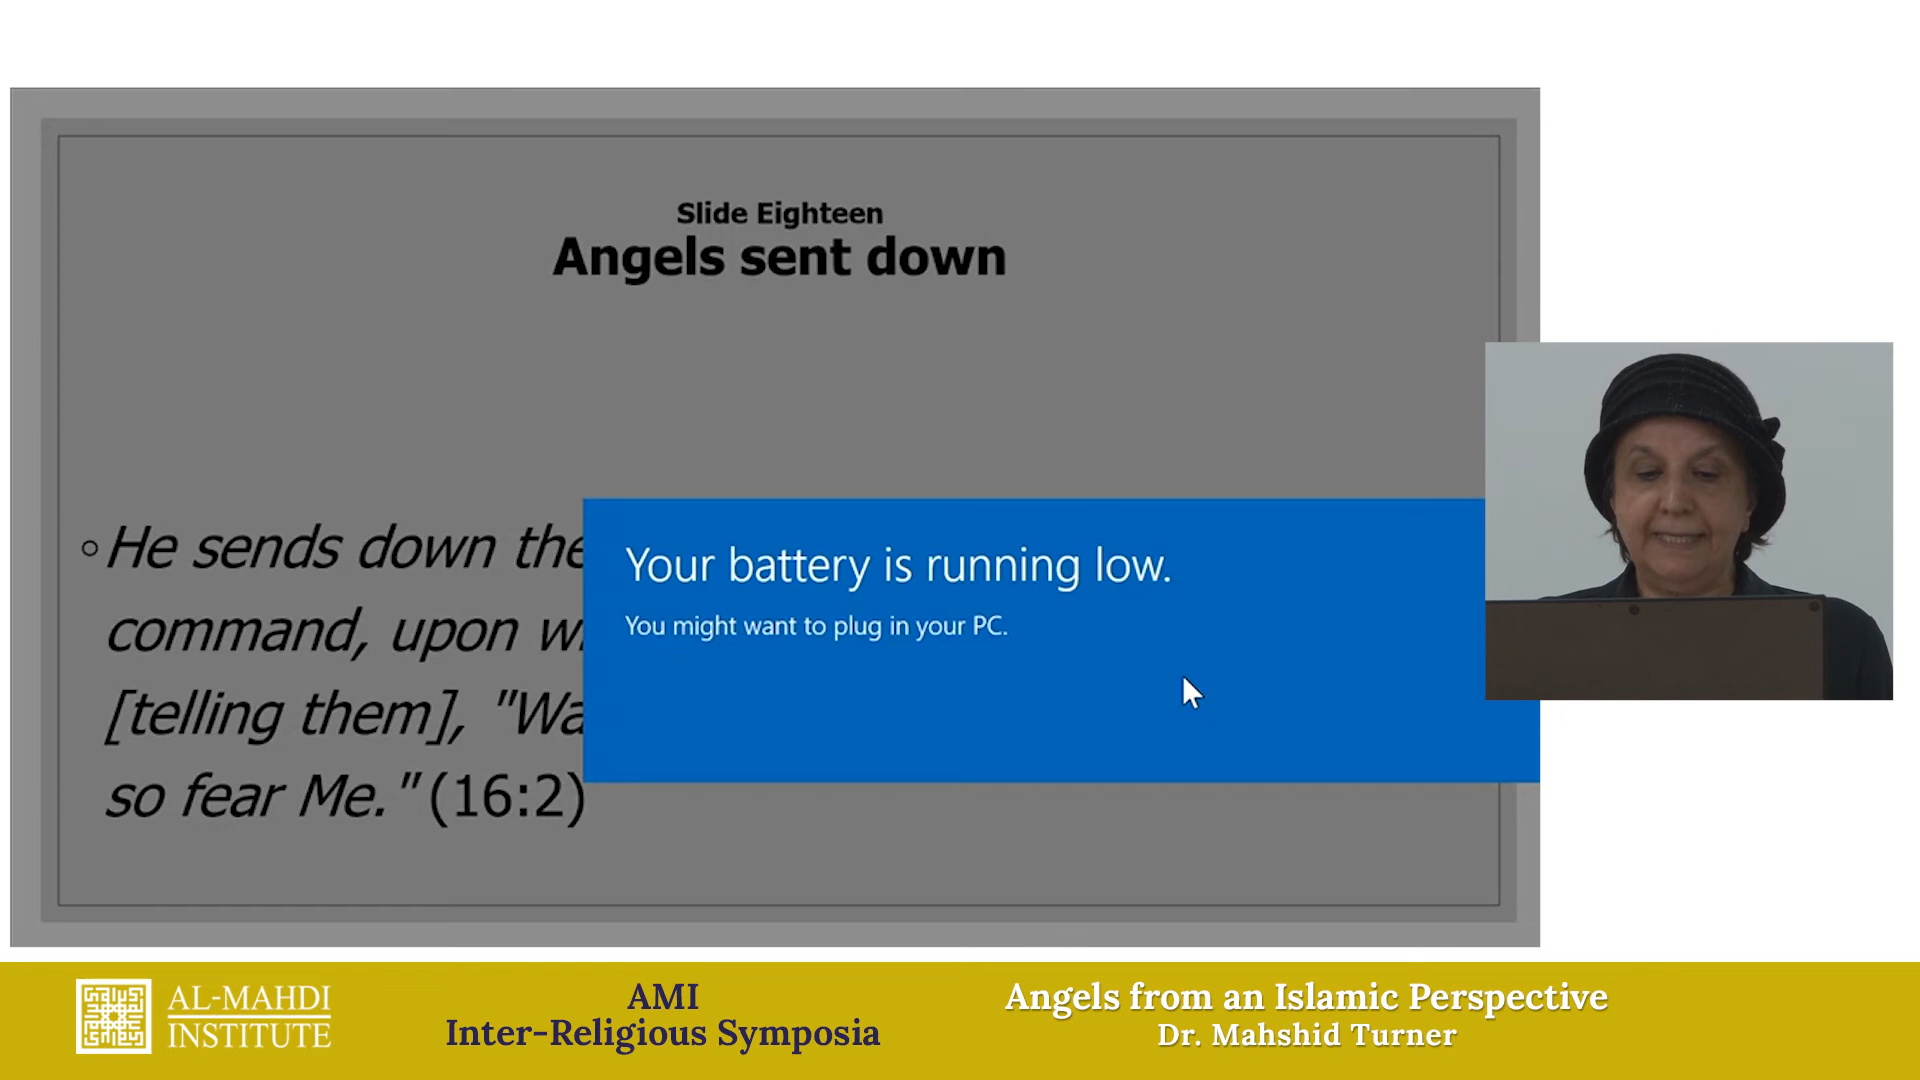 Slide Eighteen
Angels sent down
◦ He sends down the
command, upon w
[telling them], "Wa
so fear Me." (16:2)
Your battery is running low.
You might want to plug in your PC.
AL-MAHDI
INSTITUTE
AMI
Inter-Religious Symposia
Angels from an Islamic Perspective
Dr. Mahshid Turner